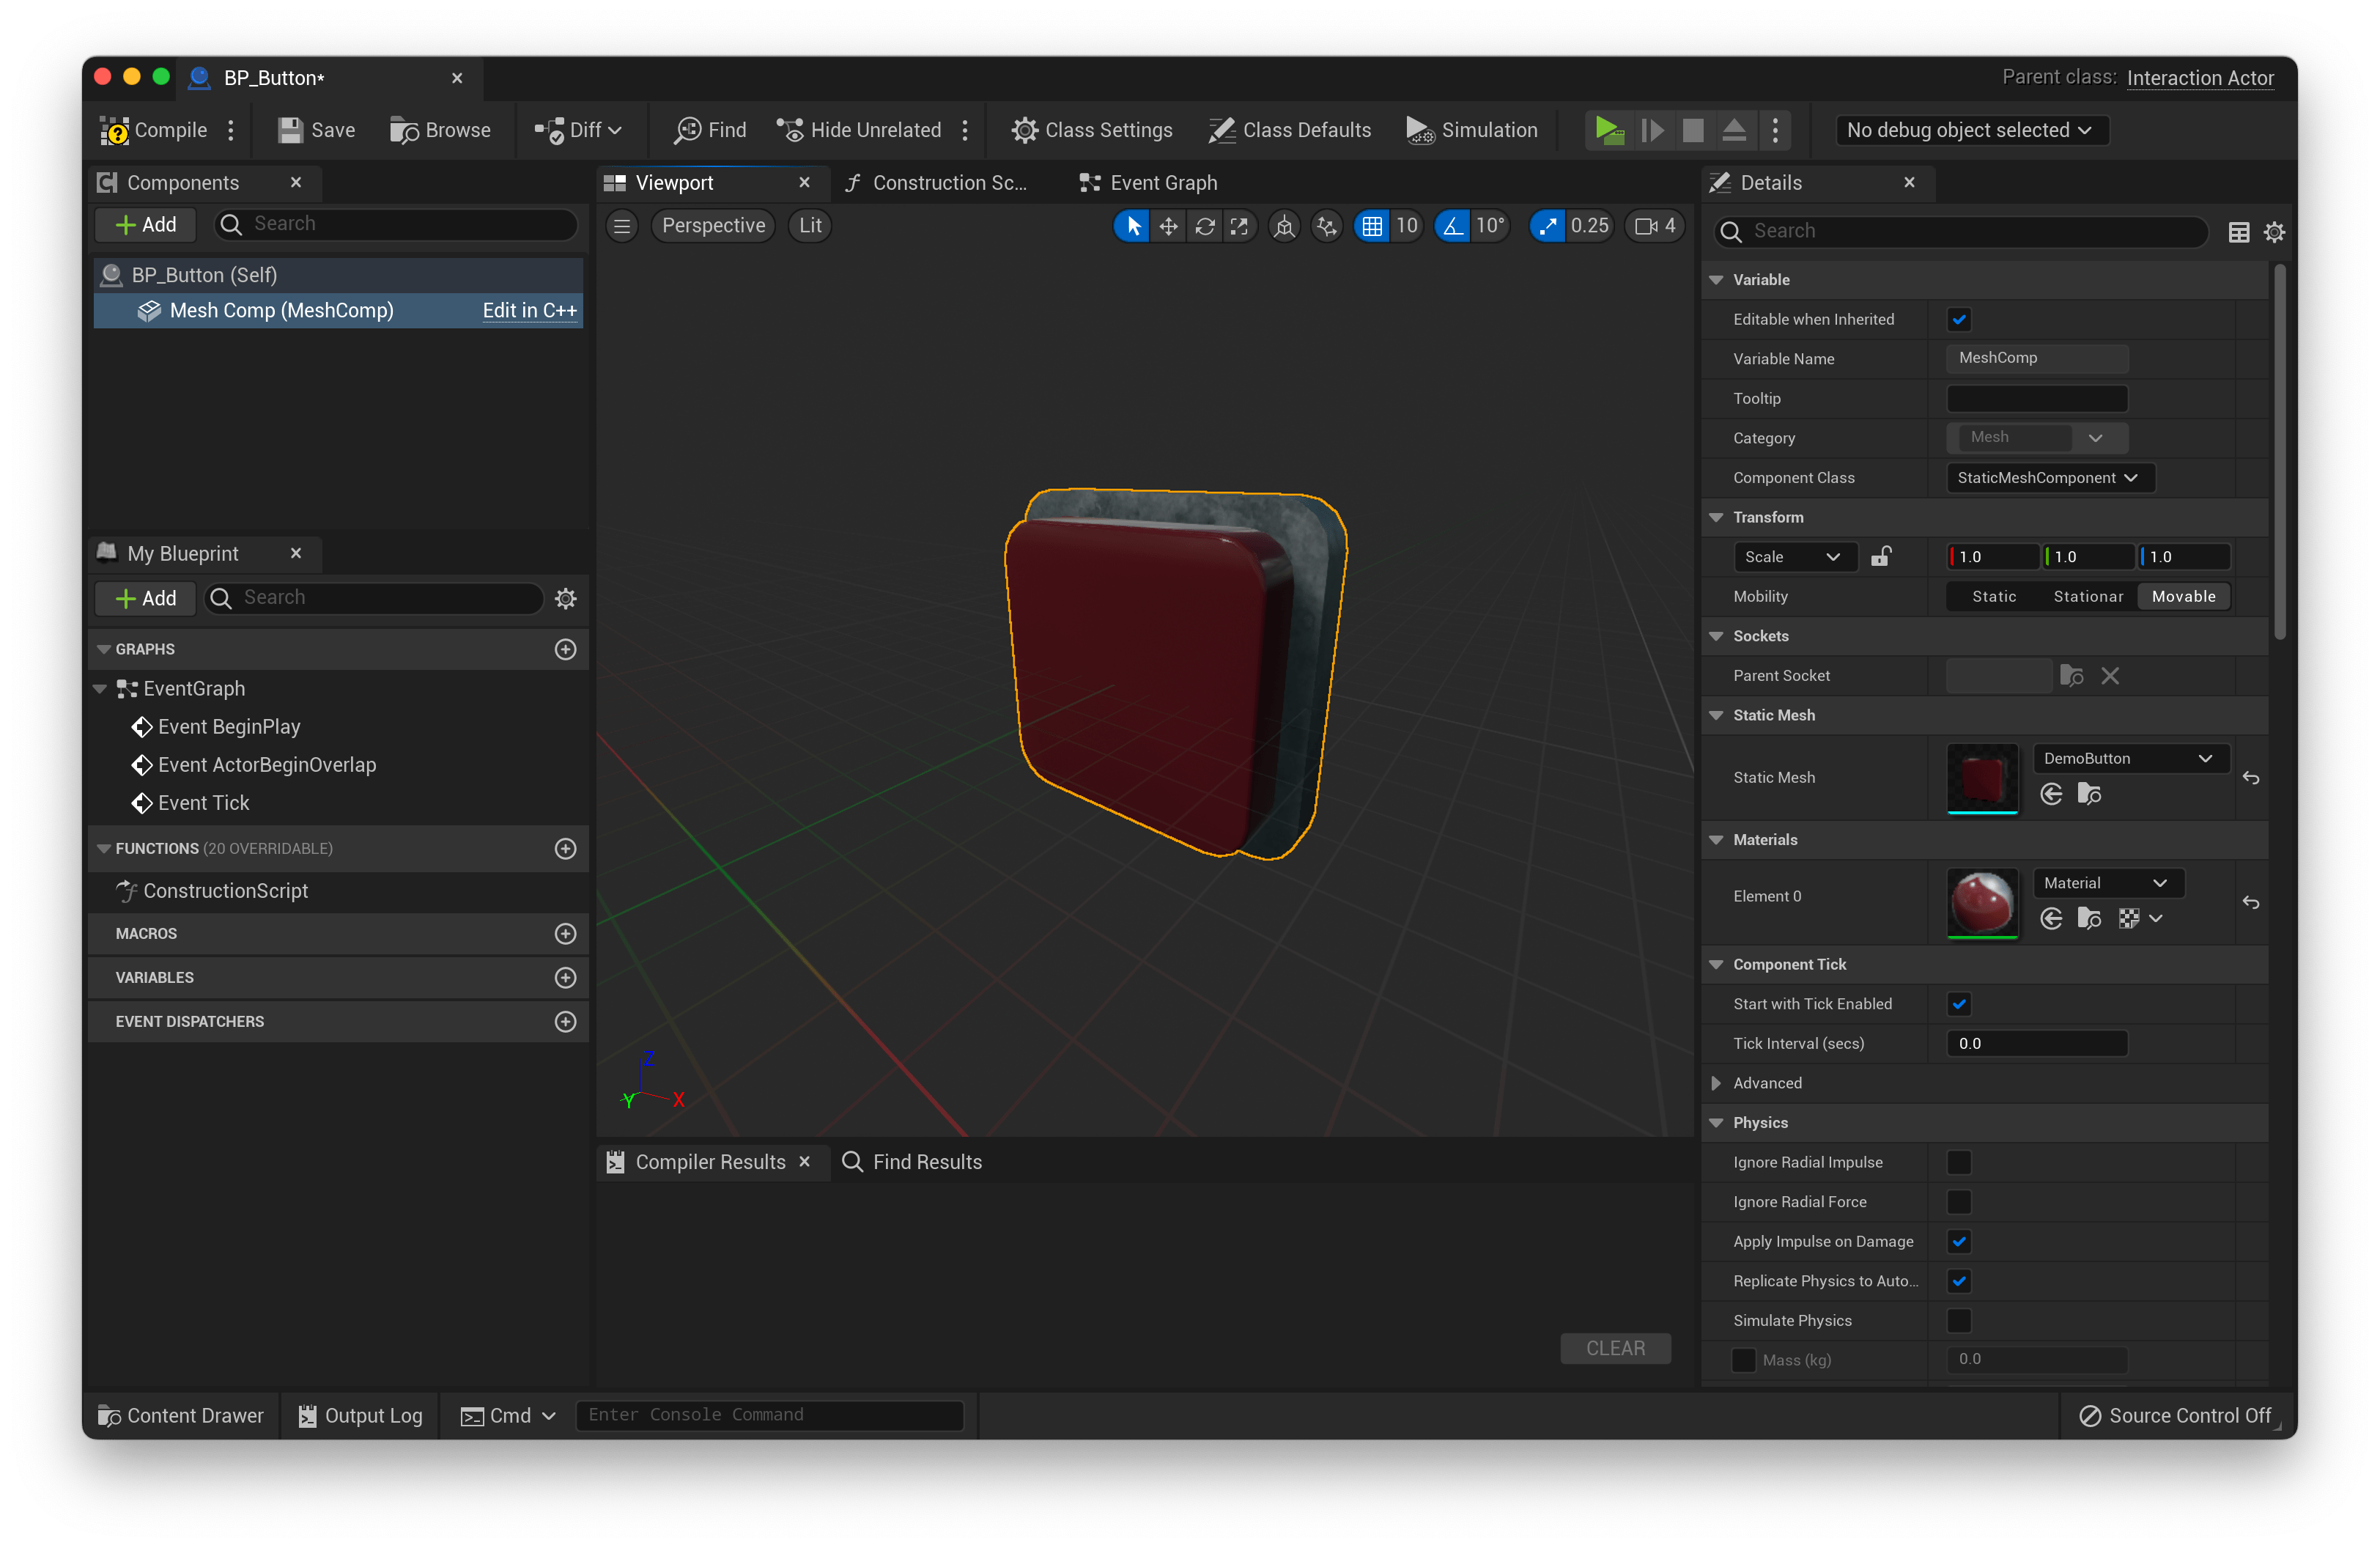 BP_Button*
Parent class: Interaction Actor
Compile
Save
Browse
Diff
Find
Hide Unrelated
Class Settings
Class Defaults
Simulation
No debug object selected
Components
Add
Search
BP_Button (Self)
Mesh Comp (MeshComp)
Edit in C++
My Blueprint
Add
Search
GRAPHS
EventGraph
Event BeginPlay
Event ActorBeginOverlap
Event Tick
FUNCTIONS (20 OVERRIDABLE)
ConstructionScript
MACROS
VARIABLES
EVENT DISPATCHERS
Viewport
Construction Sc...
Event Graph
Perspective
Lit
10
10°
0.25
4
Z
Y
X
Compiler Results
Find Results
CLEAR
Details
Search
Variable
Editable when Inherited
Variable Name
MeshComp
Tooltip
Category
Mesh
Component Class
StaticMeshComponent
Transform
Scale
1.0
1.0
1.0
Mobility
Static
Stationar
Movable
Sockets
Parent Socket
Static Mesh
Static Mesh
DemoButton
Materials
Element 0
Material
Component Tick
Start with Tick Enabled
Tick Interval (secs)
0.0
Advanced
Physics
Ignore Radial Impulse
Ignore Radial Force
Apply Impulse on Damage
Replicate Physics to Auto...
Simulate Physics
Mass (kg)
0.0
Content Drawer
Output Log
Cmd
Enter Console Command
Source Control Off